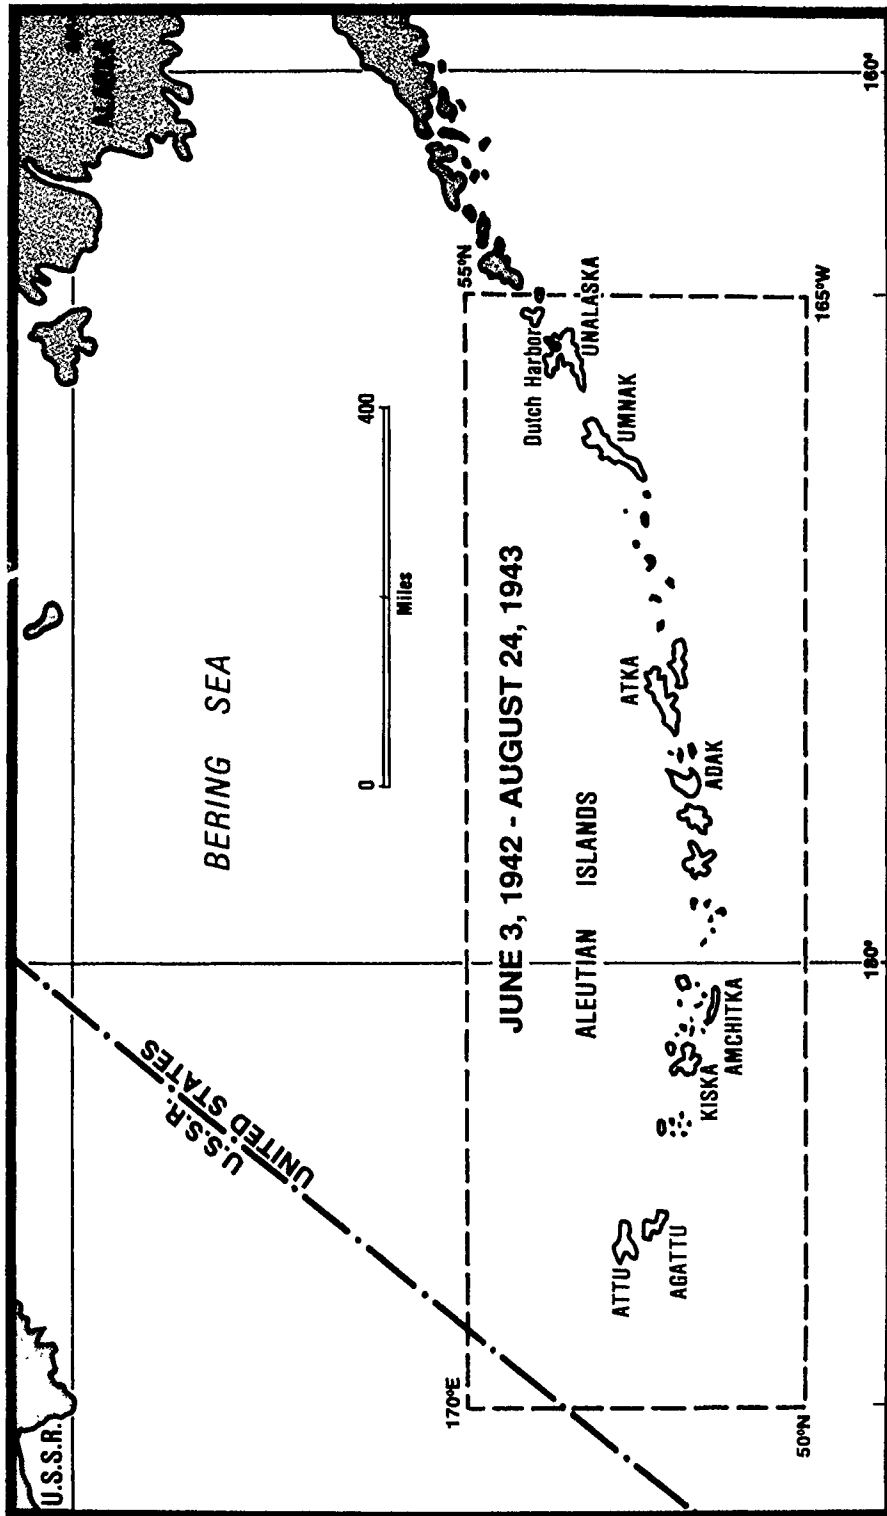 U.S.S.R.
ALASKA
U.S.S.R.
UNITED STATES
BERING SEA
0
400
Miles
170°E
55°N
JUNE 3, 1942 - AUGUST 24, 1943
Dutch Harbor
ALEUTIAN ISLANDS
UNALASKA
UMNAK
ATTU
ATKA
AGATTU
KISKA
AMCHITKA
ADAK
50°N
165°W
180°
160°